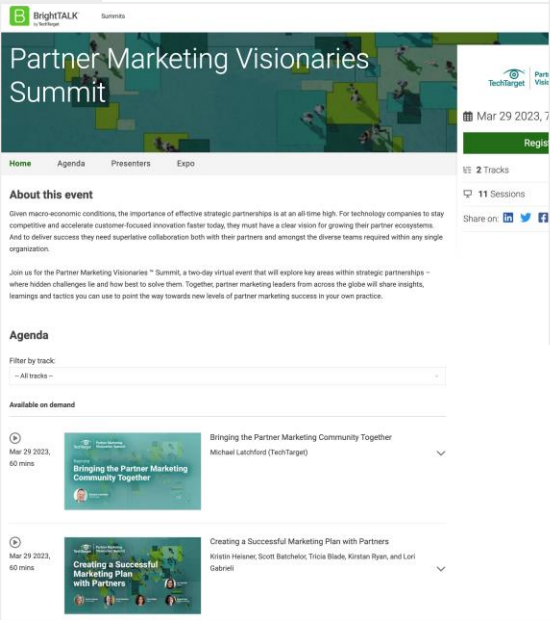 BrightTALK
by TechTarget
Summits
Partner Marketing Visionaries
Summit
TechTarget
Mar 29 2023, 7
Regis
2 Tracks
11 Sessions
Share on:
Home Agenda Presenters Expo
About this event
Given macro-economic conditions, the importance of effective strategic partnerships is at an all-time high. For technology companies to stay
competitive and accelerate customer-focused innovation faster today, they must have a clear vision for growing their partner ecosystems.
And to deliver success they need superlative collaboration both with their partners and amongst the diverse teams required within any single
organization.
Join us for the Partner Marketing Visionaries ™ Summit, a two-day virtual event that will explore key areas within strategic partnerships –
where hidden challenges lie and how best to solve them. Together, partner marketing leaders from across the globe will share insights,
learnings and tactics you can use to point the way towards new levels of partner marketing success in your own practice.
Agenda
Filter by track:
-- All tracks --
Available on demand
Mar 29 2023,
60 mins
TechTarget
Bringing the Partner Marketing
Community Together
Bringing the Partner Marketing Community Together
Michael Latchford (TechTarget)
Mar 29 2023,
60 mins
TechTarget
Creating a Successful
Marketing Plan
with Partners
Creating a Successful Marketing Plan with Partners
Kristin Heisner, Scott Batchelor, Tricia Blade, Kirstan Ryan, and Lori
Gabrieli